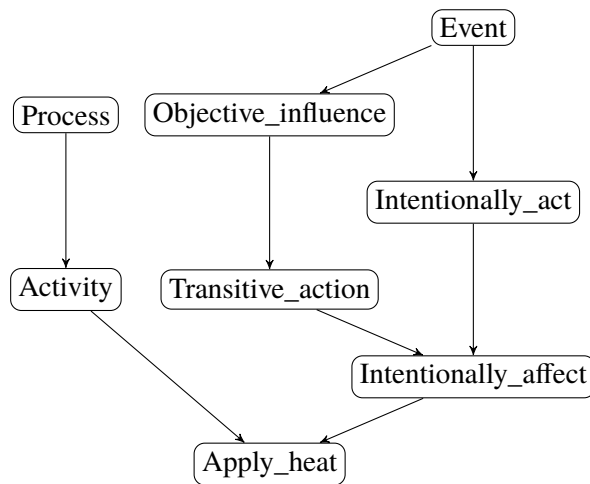 Event
Process
Objective_influence
Intentionally_act
Activity
Transitive_action
Intentionally_affect
Apply_heat